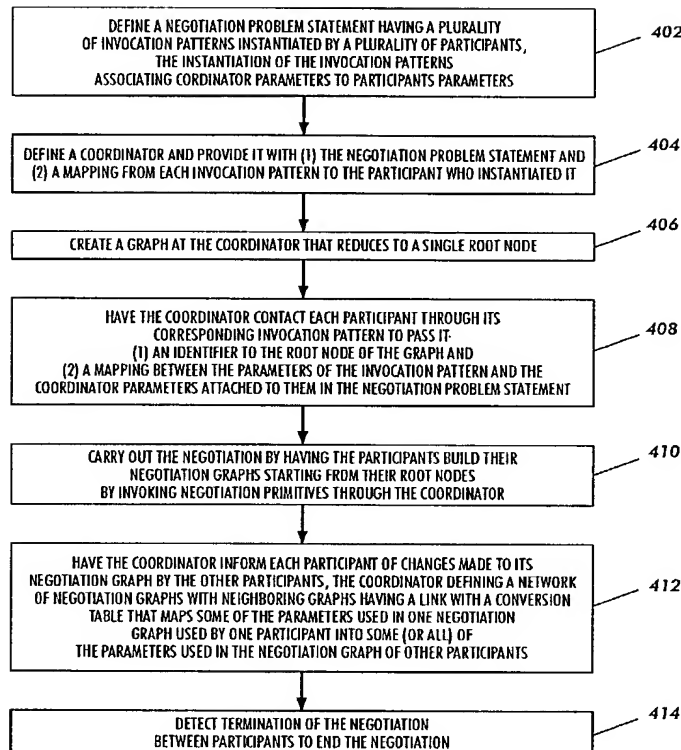 DEFINE A NEGOTIATION PROBLEM STATEMENT HAVING A PLURALITY
OF INVOCATION PATTERNS INSTANTIATED BY A PLURALITY OF PARTICIPANTS,
THE INSTANTIATION OF THE INVOCATION PATTERNS
ASSOCIATING CORDINATOR PARAMETERS TO PARTICIPANTS PARAMETERS
402
DEFINE A COORDINATOR AND PROVIDE IT WITH (1) THE NEGOTIATION PROBLEM STATEMENT AND
(2) A MAPPING FROM EACH INVOCATION PATTERN TO THE PARTICIPANT WHO INSTANTIATED IT
404
CREATE A GRAPH AT THE COORDINATOR THAT REDUCES TO A SINGLE ROOT NODE
406
HAVE THE COORDINATOR CONTACT EACH PARTICIPANT THROUGH ITS
CORRESPONDING INVOCATION PATTERN TO PASS IT·
(1) AN IDENTIFIER TO THE ROOT NODE OF THE GRAPH AND
(2) A MAPPING BETWEEN THE PARAMETERS OF THE INVOCATION PATTERN AND THE
COORDINATOR PARAMETERS ATTACHED TO THEM IN THE NEGOTIATION PROBLEM STATEMENT
408
CARRY OUT THE NEGOTIATION BY HAVING THE PARTICIPANTS BUILD THEIR
NEGOTIATION GRAPHS STARTING FROM THEIR ROOT NODES
BY INVOKING NEGOTIATION PRIMITIVES THROUGH THE COORDINATOR
410
HAVE THE COORDINATOR INFORM EACH PARTICIPANT OF CHANGES MADE TO ITS
NEGOTIATION GRAPH BY THE OTHER PARTICIPANTS, THE COORDINATOR DEFINING A NETWORK
OF NEGOTIATION GRAPHS WITH NEIGHBORING GRAPHS HAVING A LINK WITH A CONVERSION
TABLE THAT MAPS SOME OF THE PARAMETERS USED IN ONE NEGOTIATION
GRAPH USED BY ONE PARTICIPANT INTO SOME (OR ALL) OF
THE PARAMETERS USED IN THE NEGOTIATION GRAPH OF OTHER PARTICIPANTS
412
DETECT TERMINATION OF THE NEGOTIATION
BETWEEN PARTICIPANTS TO END THE NEGOTIATION
414